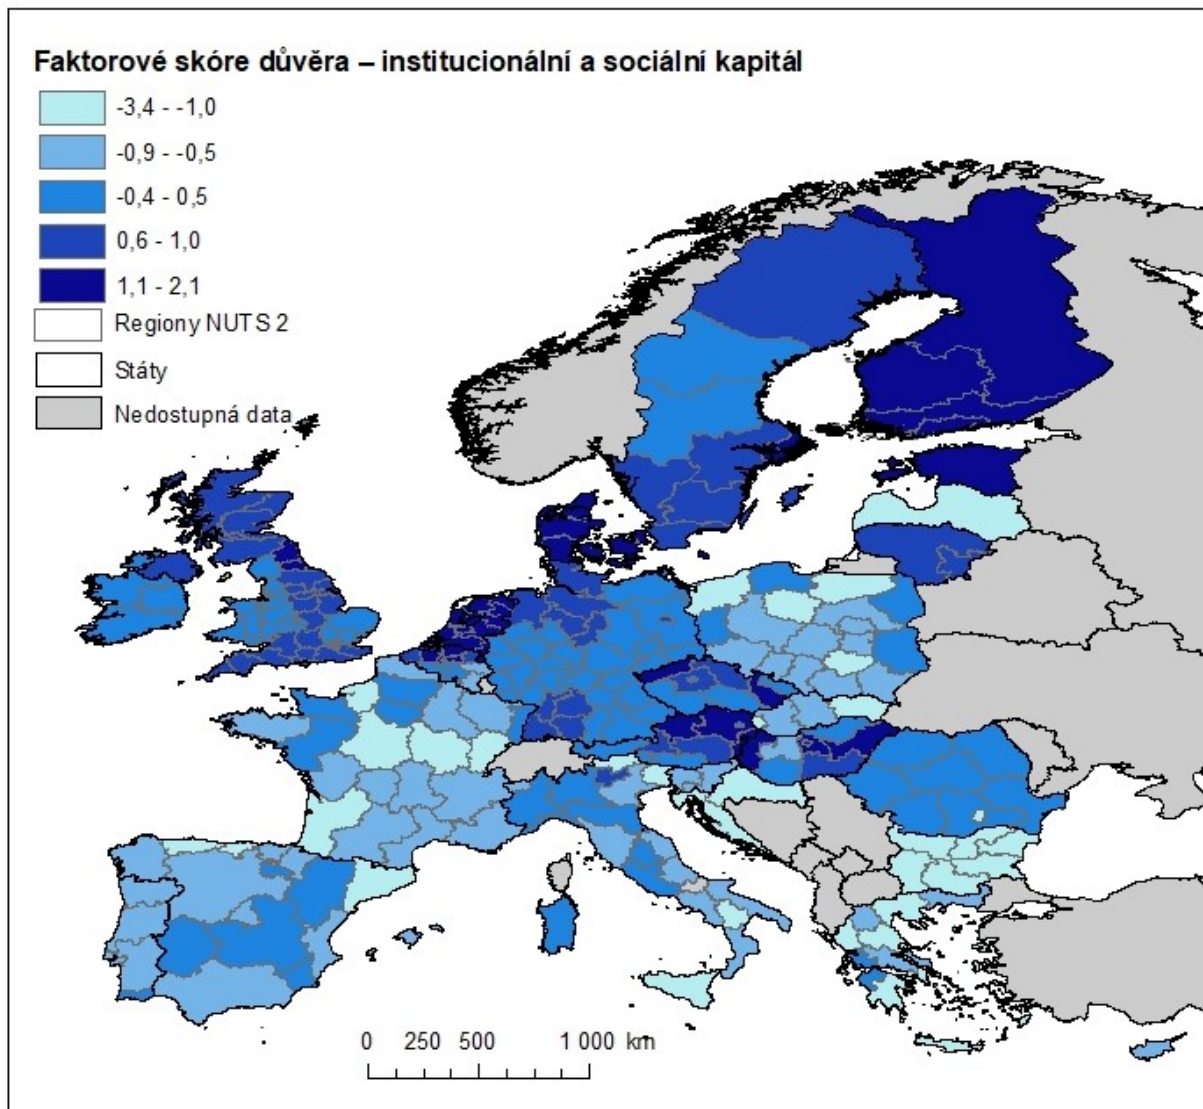 Faktorové skóre důvěra – institucionální a sociální kapitál
-3,4 - -1,0
-0,9 - -0,5
-0,4 - 0,5
0,6 - 1,0
1,1 - 2,1
Regiony NUTS 2
Státy
Nedostupná data
0 250 500 1 000 km